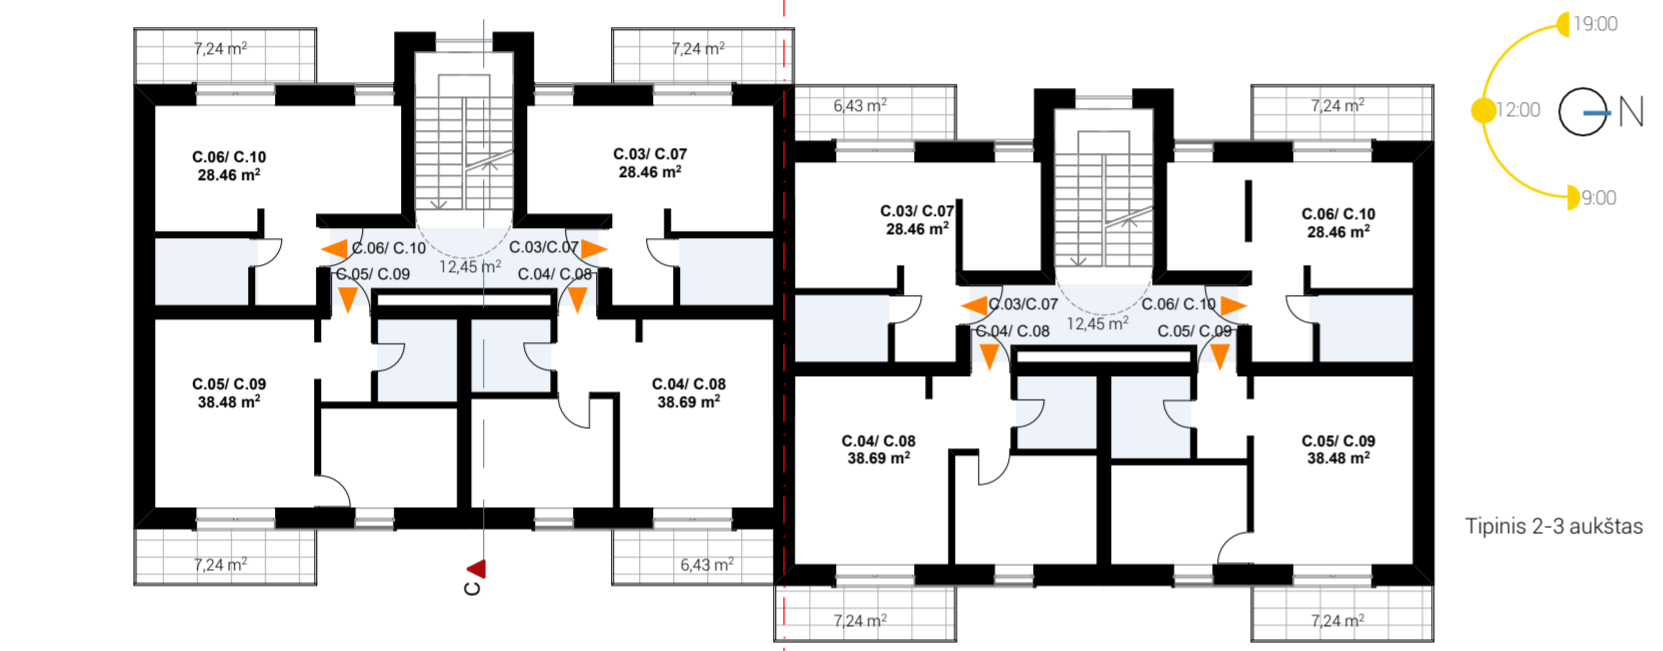 7,24 m²
7,24 m²
C.06/ C.10
28.46 m²
C.03/ C.07
28.46 m²
C.06/ C.10
C.05/ C.09
C.03/C.07
C.04/ C.08
12,45 m²
C.05/ C.09
38.48 m²
C.04/ C.08
38.69 m²
7,24 m²
6,43 m²
C
6,43 m²
7,24 m²
C.03/ C.07
28.46 m²
C.06/ C.10
28.46 m²
C.03/C.07
C.04/ C.08
C.06/ C.10
C.05/ C.09
12,45 m²
C.04/ C.08
38.69 m²
C.05/ C.09
38.48 m²
7,24 m²
7,24 m²
19:00
12:00
N
9:00
Tipinis 2-3 aukštas